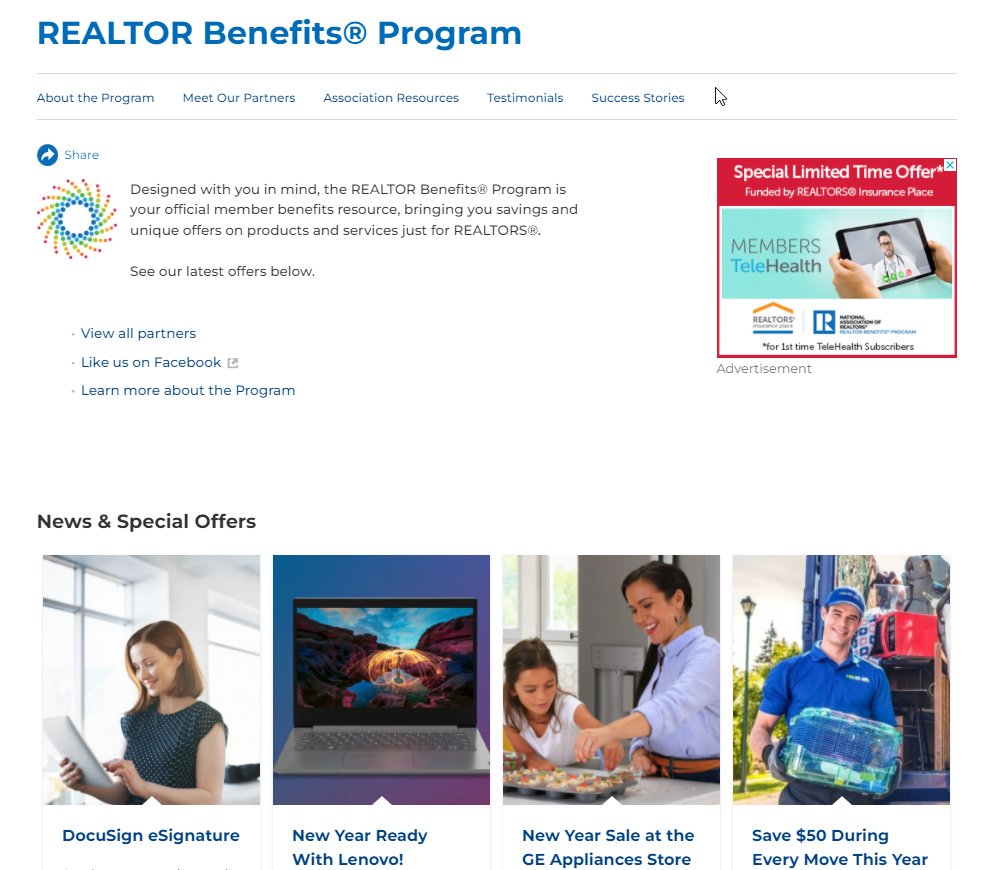 REALTOR Benefits® Program
About the Program Meet Our Partners Association Resources Testimonials Success Stories
Share
Designed with you in mind, the REALTOR Benefits® Program is
your official member benefits resource, bringing you savings and
unique offers on products and services just for REALTORS®.
See our latest offers below.
View all partners
Like us on Facebook
Learn more about the Program
Special Limited Time Offer*
Funded by REALTORS® Insurance Place
MEMBERS
TeleHealth
REALTORS®
insurance place
NATIONAL
ASSOCIATION OF
REALTORS®
REALTOR BENEFITS® PROGRAM
*for 1st time TeleHealth Subscribers
Advertisement
News & Special Offers
DocuSign eSignature
New Year Ready
With Lenovo!
New Year Sale at the
GE Appliances Store
Save $50 During
Every Move This Year